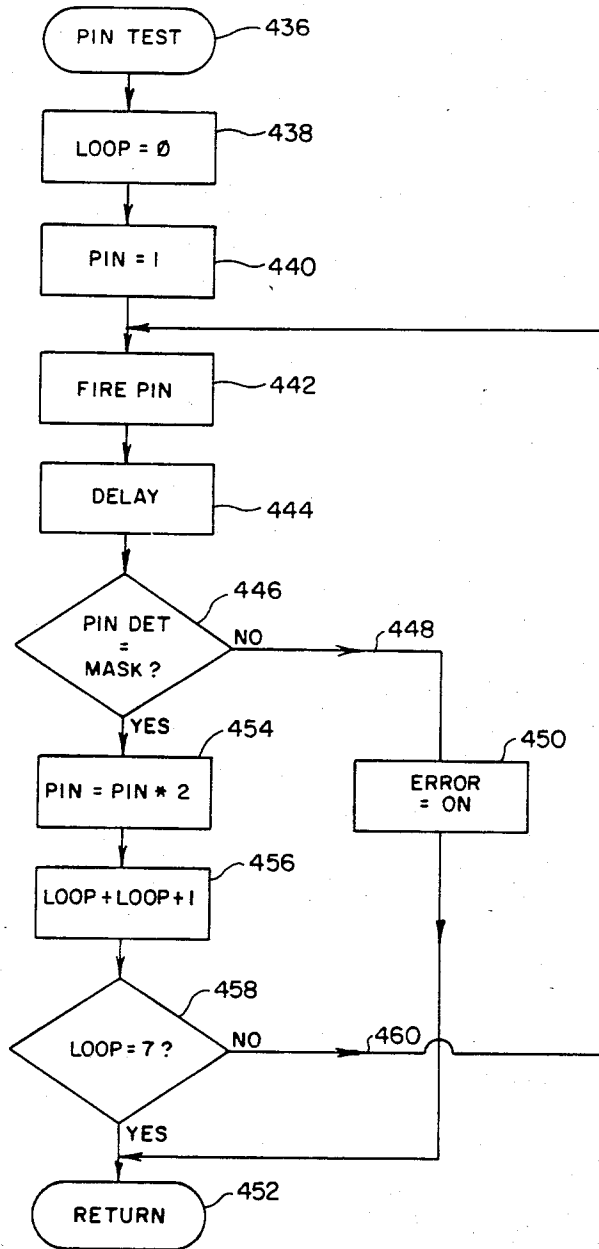 PIN TEST
436
LOOP = Ø
438
PIN = 1
440
FIRE PIN
442
DELAY
444
446
PIN DET
=
MASK?
NO
448
YES
454
450
PIN = PIN * 2
ERROR
= ON
456
LOOP+LOOP+1
458
LOOP=7?
NO
460
YES
452
RETURN